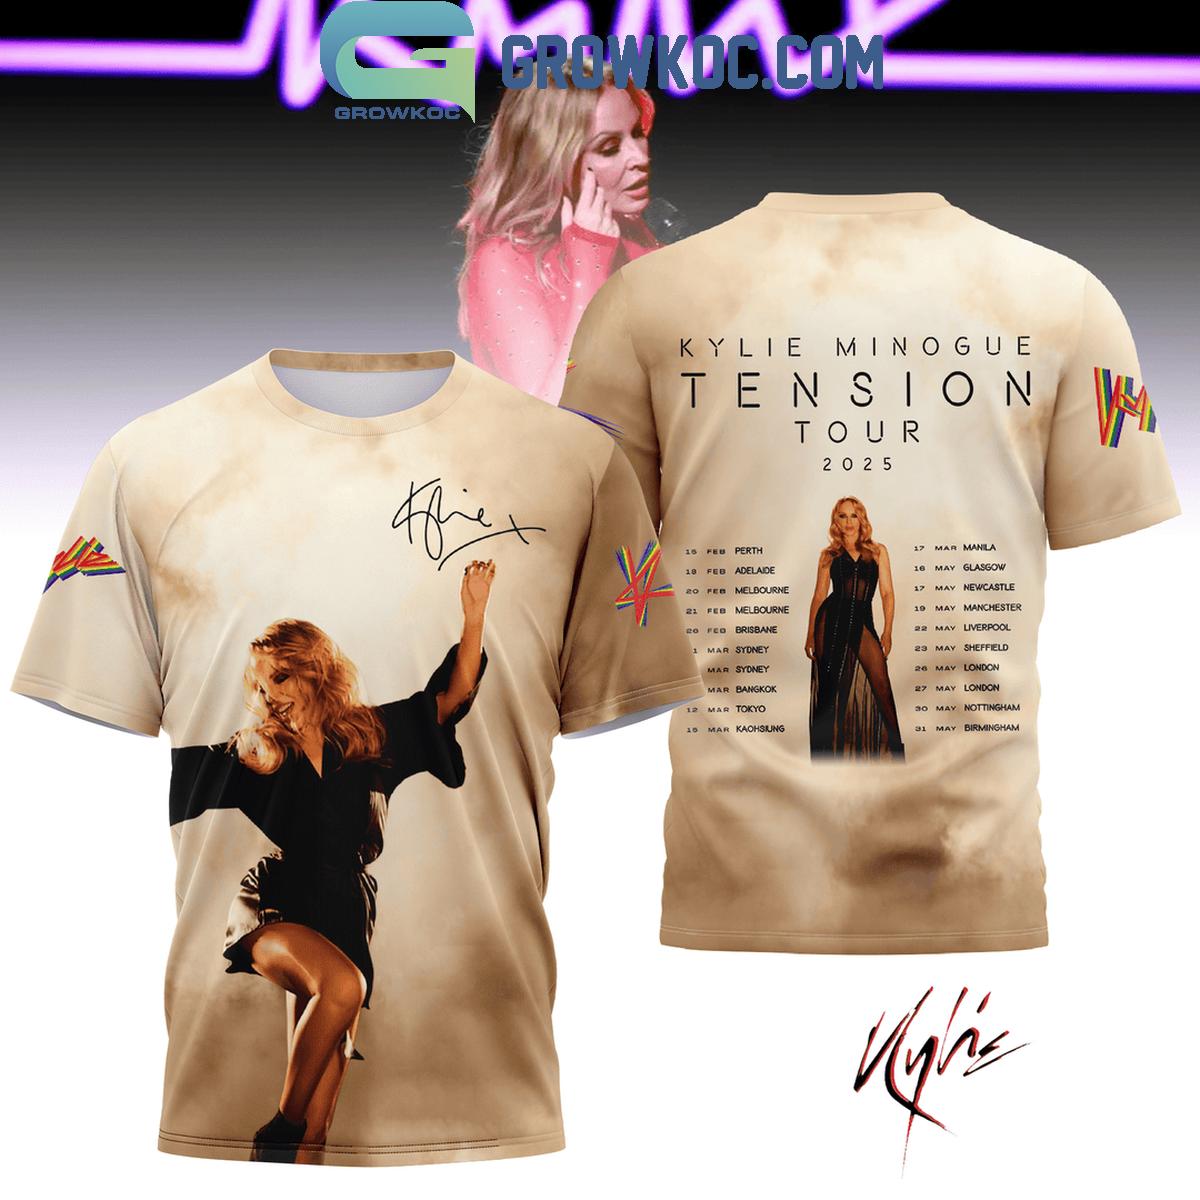 GROWKOC
GROWKOC.COM
KYLIE MINOGUE
TENSION
TOUR
2025
15 FEB PERTH
18 FEB ADELAIDE
20 FEB MELBOURNE
21 FEB MELBOURNE
26 FEB BRISBANE
1 MAR SYDNEY
MAR SYDNEY
MAR BANGKOK
12 MAR TOKYO
15 MAR KAOHSIUNG
17 MAR MANILA
16 MAY GLASGOW
17 MAY NEWCASTLE
19 MAY MANCHESTER
22 MAY LIVERPOOL
23 MAY SHEFFIELD
26 MAY LONDON
27 MAY LONDON
30 MAY NOTTINGHAM
31 MAY BIRMINGHAM
Kylie x
Kylie